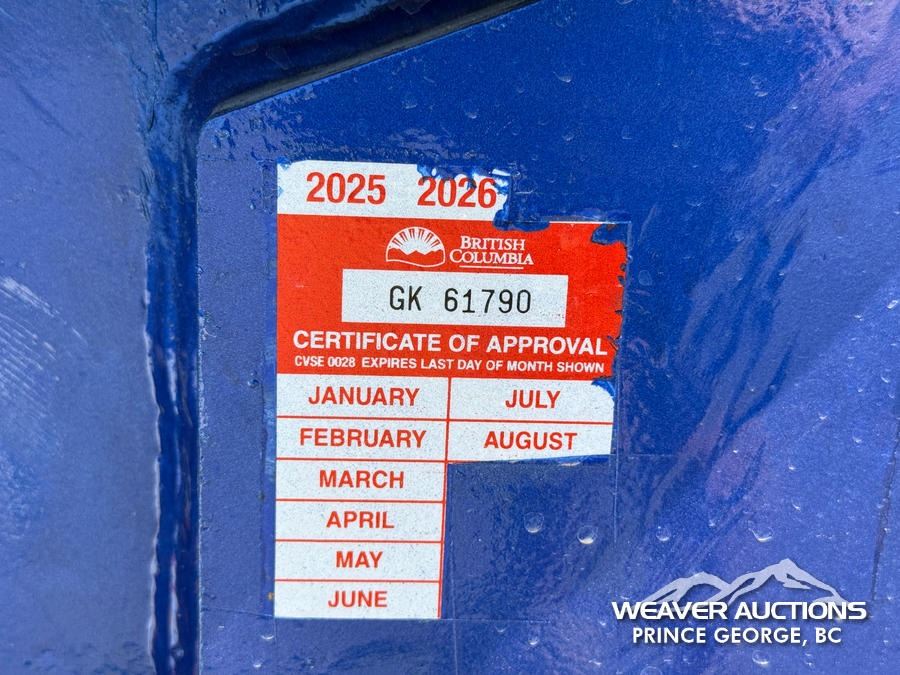 2025 2026
BRITISH
COLUMBIA
GK 61790
CERTIFICATE OF APPROVAL
CVSE 0028 EXPIRES LAST DAY OF MONTH SHOWN
JANUARY JULY
FEBRUARY AUGUST
MARCH
APRIL
MAY
JUNE
WEAVER AUCTIONS
PRINCE GEORGE, BC